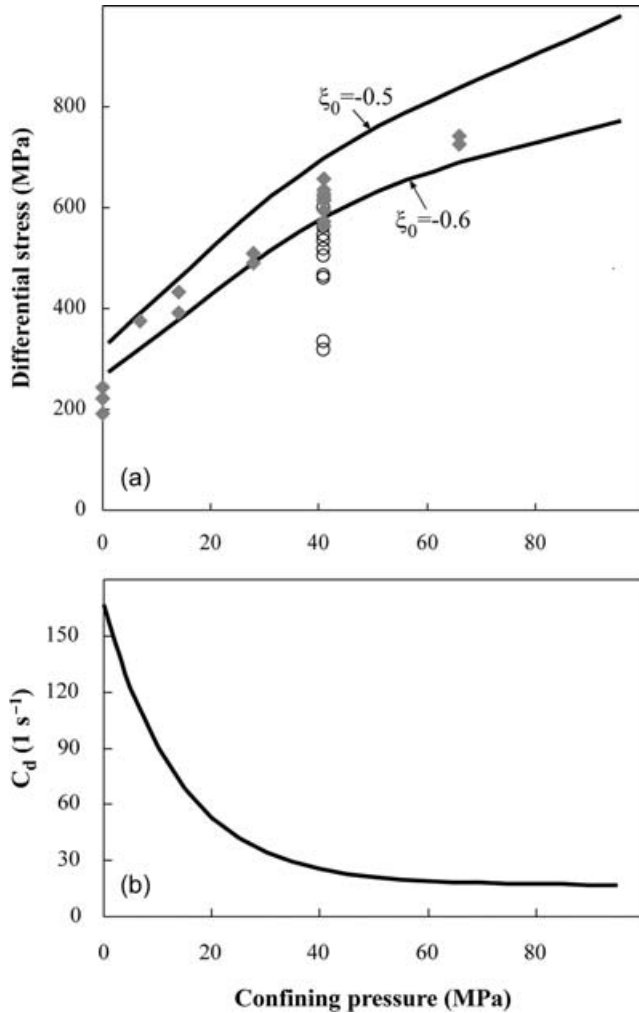 800
600
400
200
0
Differential stress (MPa)
ξ₀=-0.5
ξ₀=-0.6
(a)
0 20 40 60 80
150
120
90
60
30
0
C_d (1 s⁻¹)
(b)
0 20 40 60 80
Confining pressure (MPa)